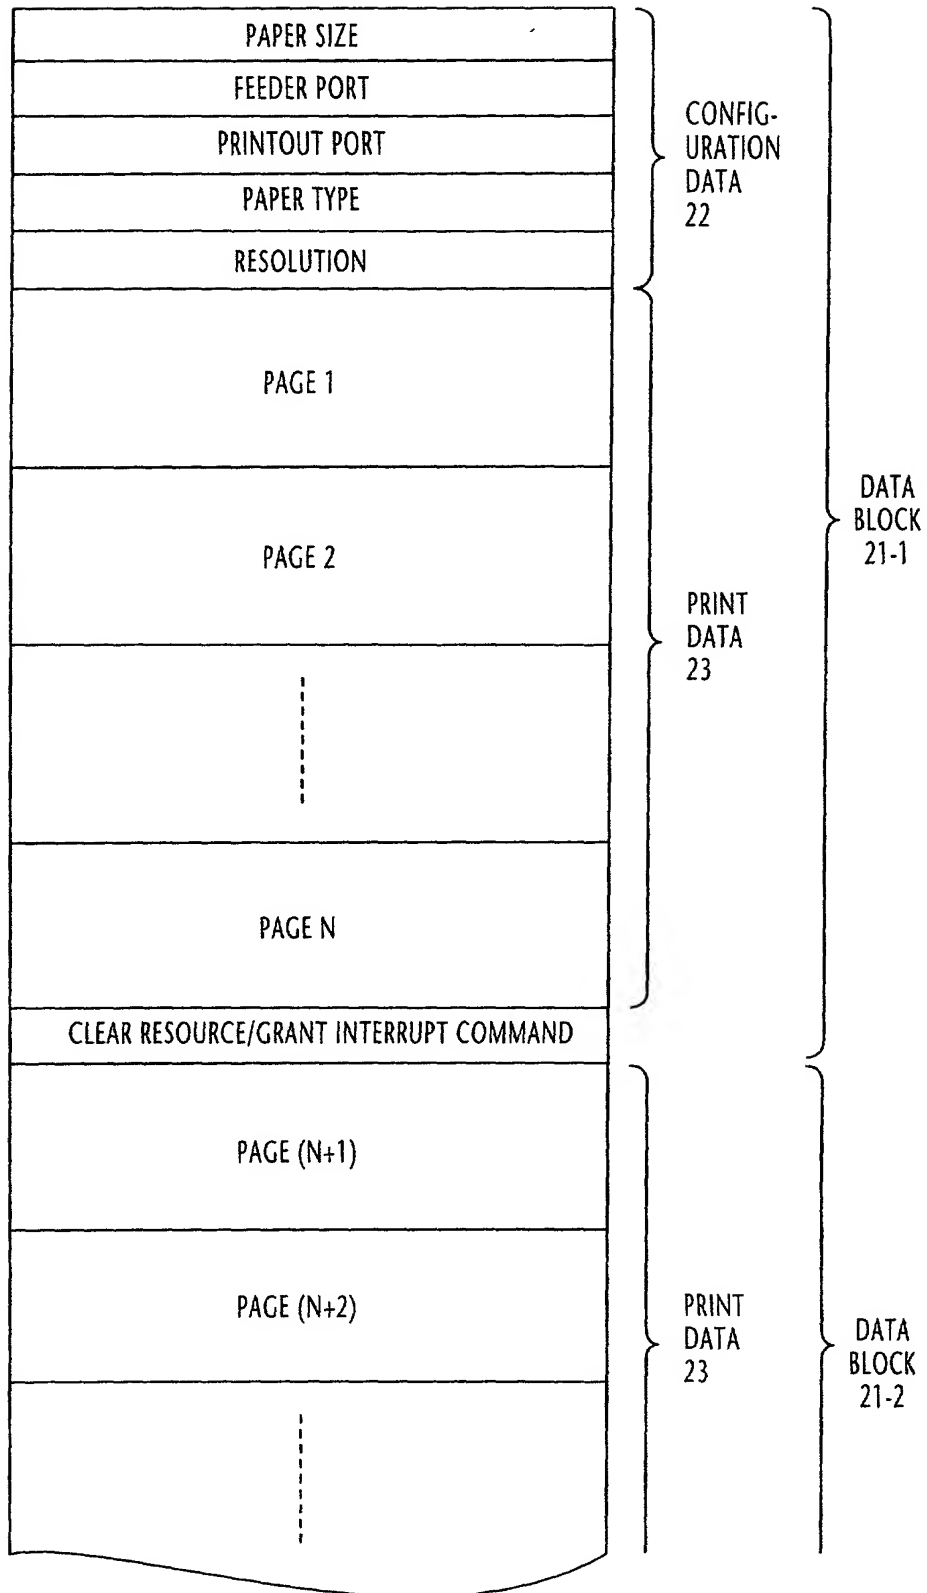 PAPER SIZE
FEEDER PORT
PRINTOUT PORT
PAPER TYPE
RESOLUTION
CONFIG-
URATION
DATA
22
PAGE 1
PAGE 2
PAGE N
PRINT
DATA
23
DATA
BLOCK
21-1
CLEAR RESOURCE/GRANT INTERRUPT COMMAND
PAGE (N+1)
PAGE (N+2)
PRINT
DATA
23
DATA
BLOCK
21-2